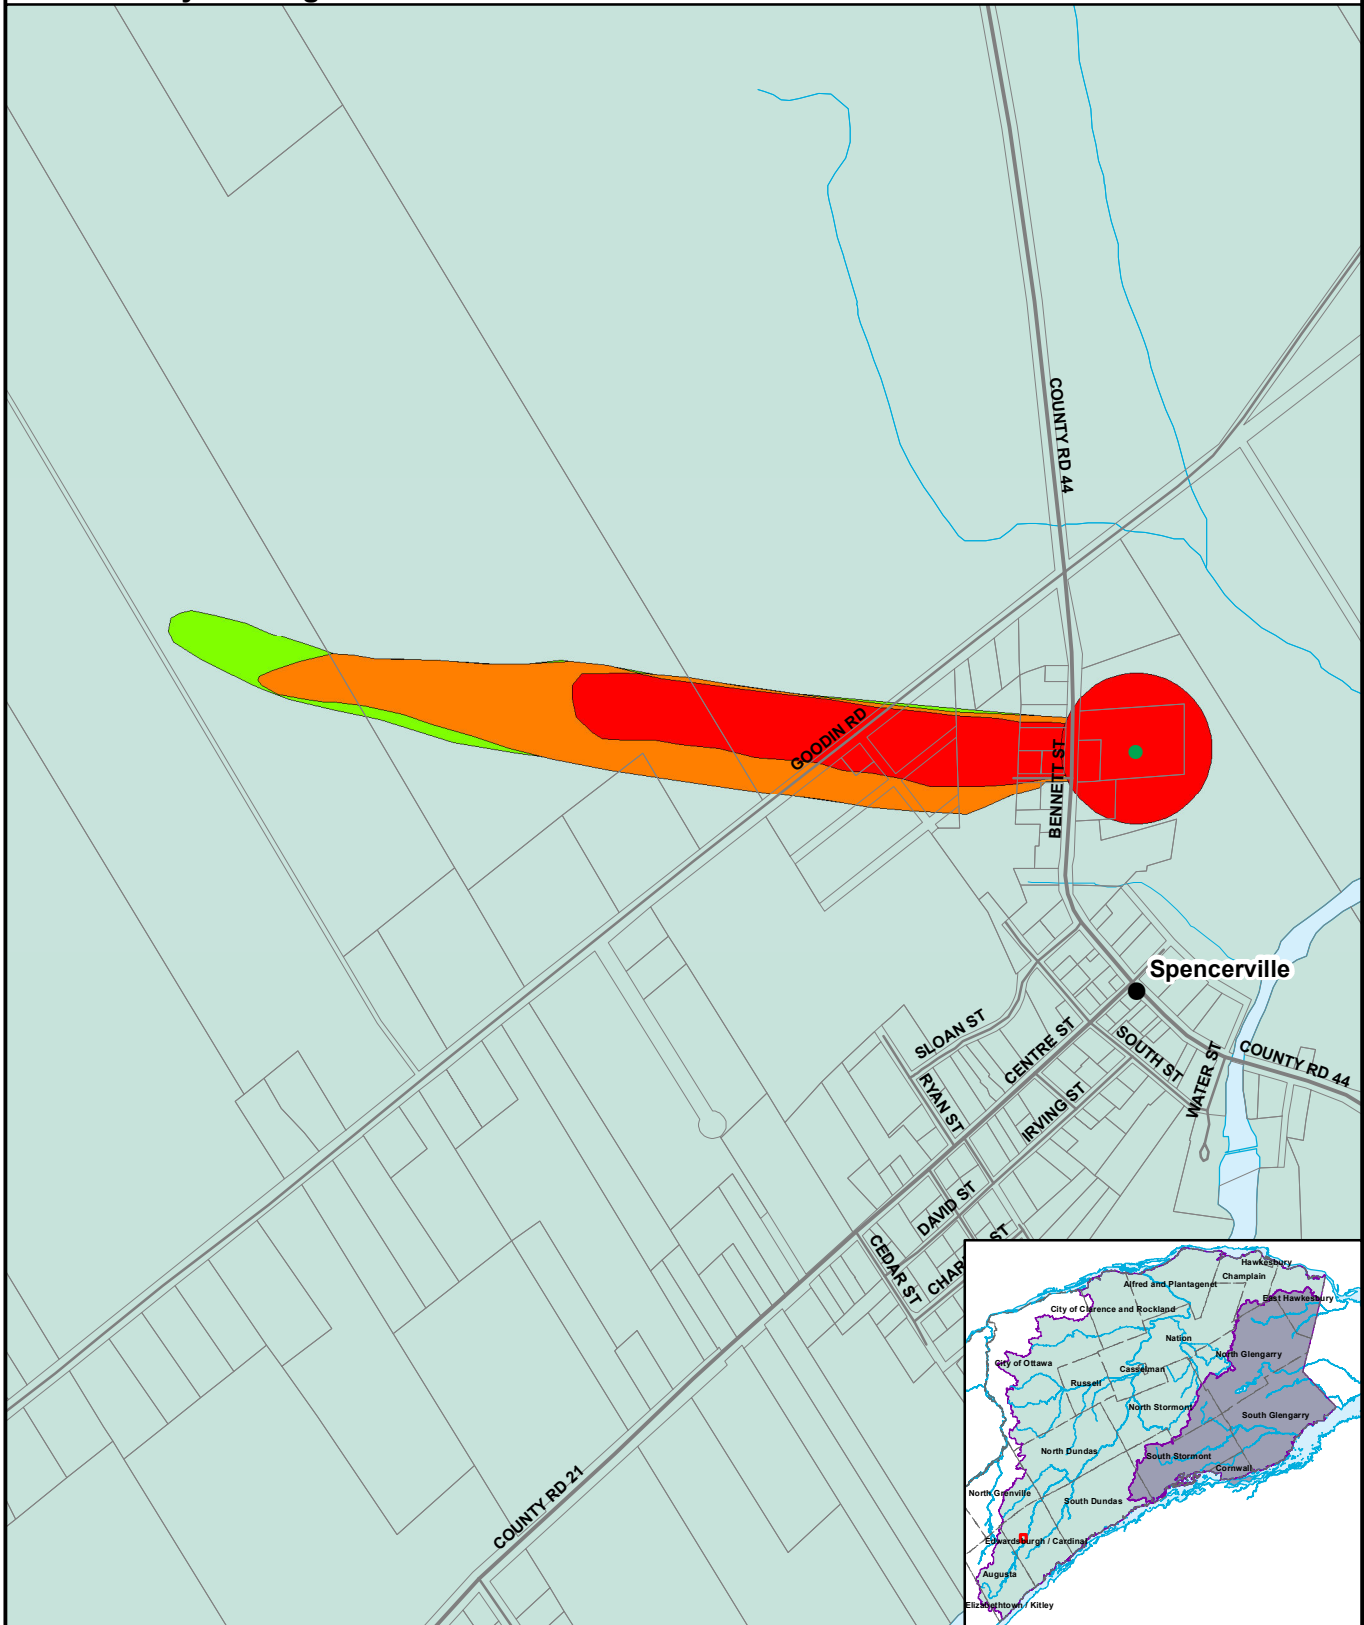 COUNTY RD 44
GOODIN RD
BENNETT ST
Spencerville
SLOAN ST
CENTRE ST
SOUTH ST
COUNTY RD 44
WATER ST
RYAN ST
IRVING ST
DAVID ST
CEDAR ST
ST
COUNTY RD 21
Hawkesbury
Champlain
Alfred and Plantagenet
East Hawkesbury
City of Clarence and Rockland
Nation
North Glengarry
City of Ottawa
Casselman
Russell
North Stormont
South Glengarry
North Dundas
South Stormont
Cornwall
North Grenville
South Dundas
Edwardsburgh / Cardinal
Augusta
Elizabethtown / Kitley